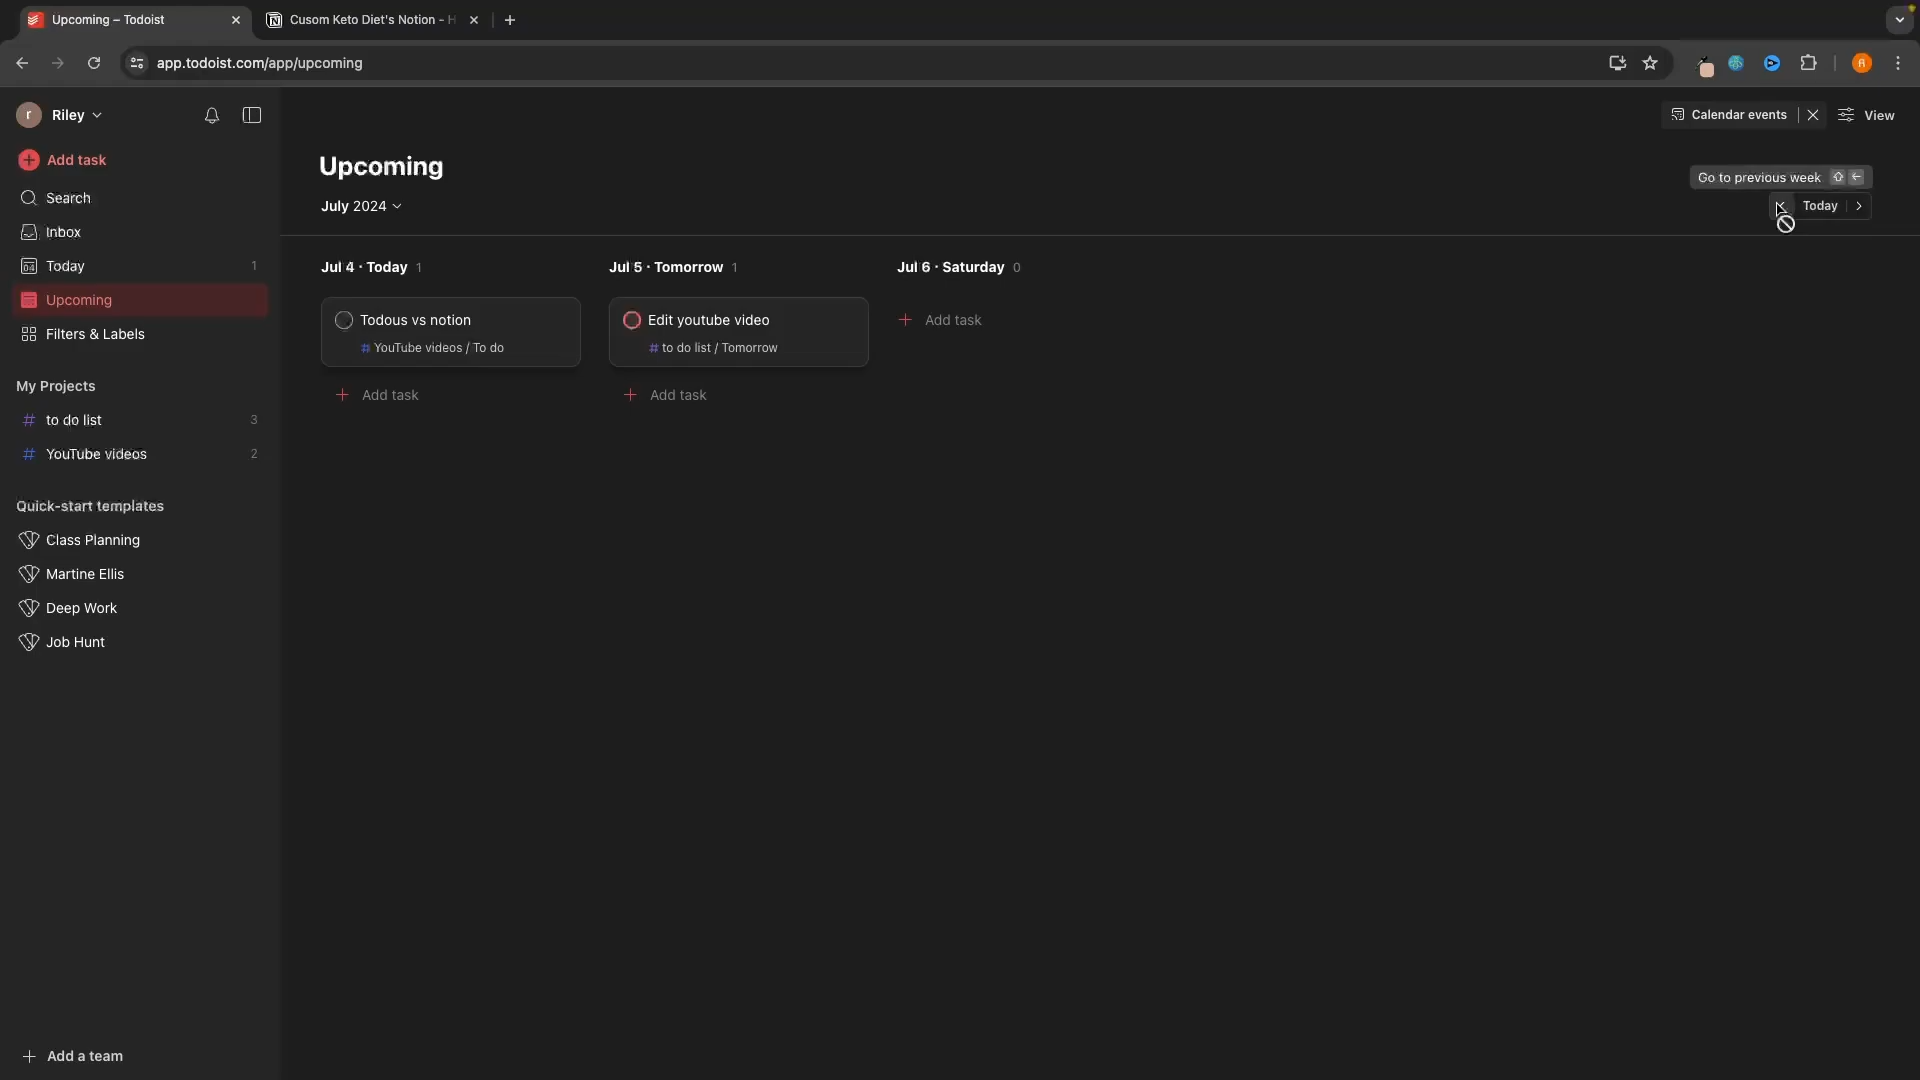 Upcoming – Todoist
Cusom Keto Diet's Notion - H
app.todoist.com/app/upcoming
A
r Riley
Calendar events
View
Add task
Search
Inbox
04 Today 1
Upcoming
Filters & Labels
My Projects
# to do list 3
# YouTube videos 2
Quick-start templates
Class Planning
Martine Ellis
Deep Work
Job Hunt
+ Add a team
Upcoming
Go to previous week
July 2024
Today
Jul 4 · Today 1
Todous vs notion
# YouTube videos / To do
+ Add task
Jul 5 · Tomorrow 1
Edit youtube video
# to do list / Tomorrow
+ Add task
Jul 6 · Saturday 0
+ Add task